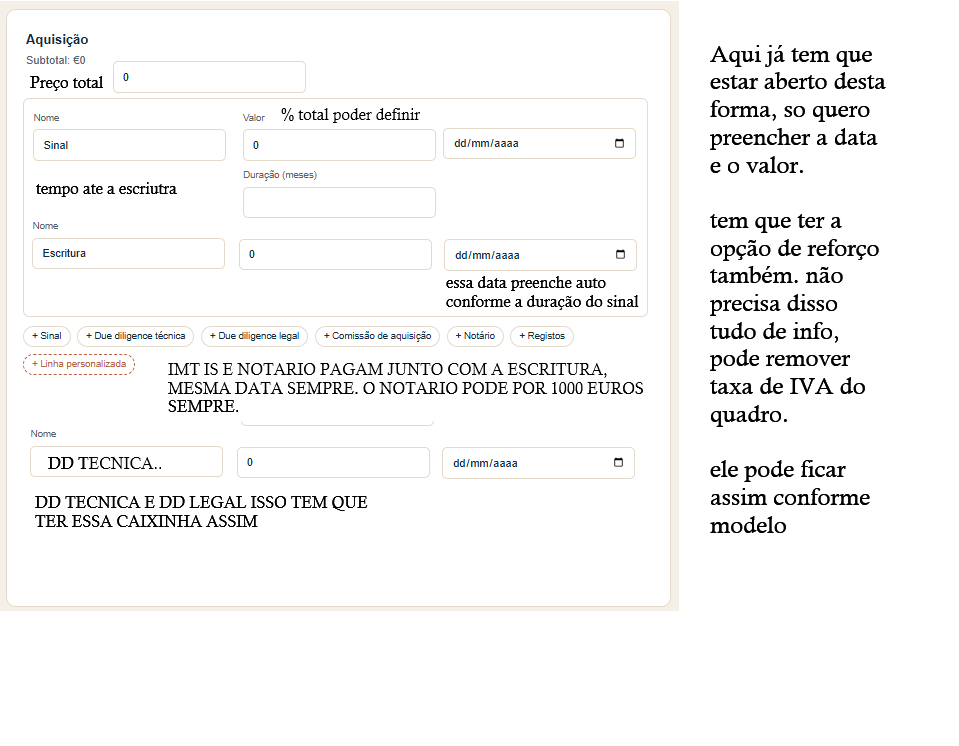 Aquisição
Subtotal: €0
Preço total
0
Nome
Valor
% total poder definir
Sinal
0
dd/mm/aaaa
tempo ate a escriutra
Duração (meses)
Nome
Escritura
0
dd/mm/aaaa
essa data preenche auto
conforme a duração do sinal
+ Sinal
+ Due diligence técnica
+ Due diligence legal
+ Comissão de aquisição
+ Notário
+ Registos
+ Linha personalizada
IMT IS E NOTARIO PAGAM JUNTO COM A ESCRITURA,
MESMA DATA SEMPRE. O NOTARIO PODE POR 1000 EUROS
SEMPRE.
Nome
DD TECNICA..
0
dd/mm/aaaa
DD TECNICA E DD LEGAL ISSO TEM QUE
TER ESSA CAIXINHA ASSIM
Aqui já tem que
estar aberto desta
forma, so quero
preencher a data
e o valor.
tem que ter a
opção de reforço
também. não
precisa disso
tudo de info,
pode remover
taxa de IVA do
quadro.
ele pode ficar
assim conforme
modelo